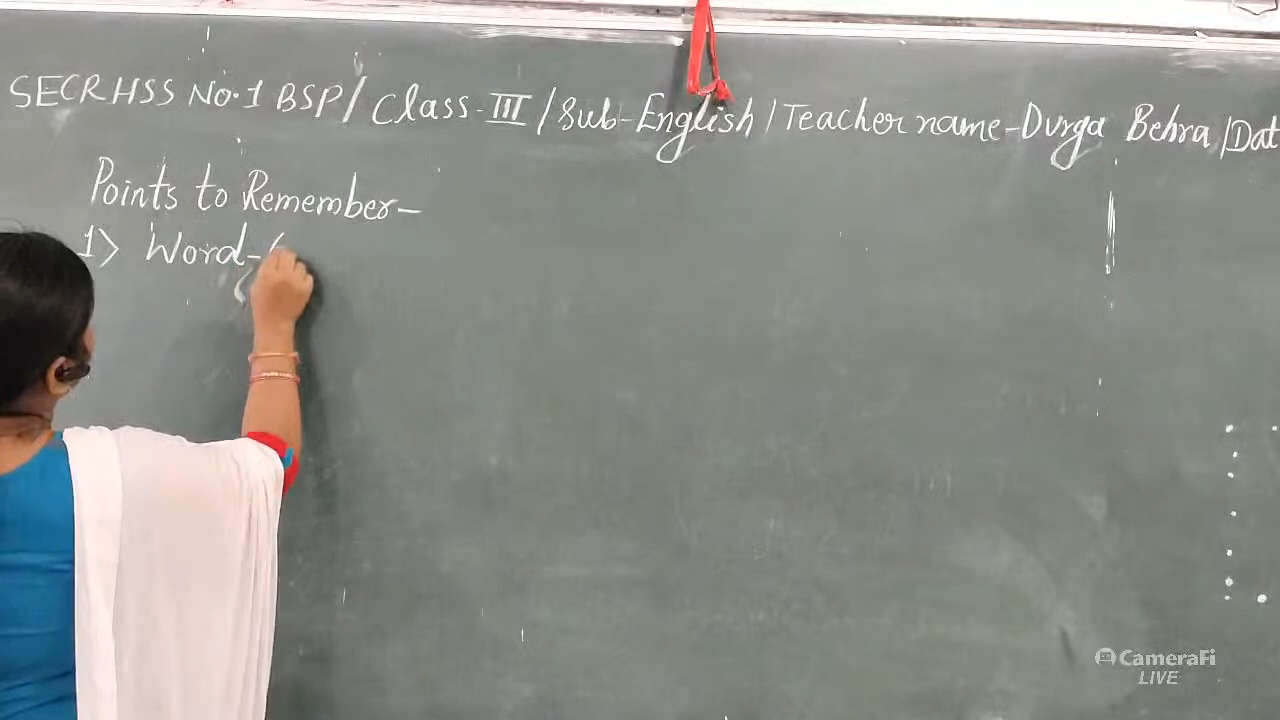 SECRHSS No.1 BSP/ Class-III / Sub-English / Teacher name-Durga Behra /Dat
Points to Remember-
1> Word-
CameraFi
LIVE